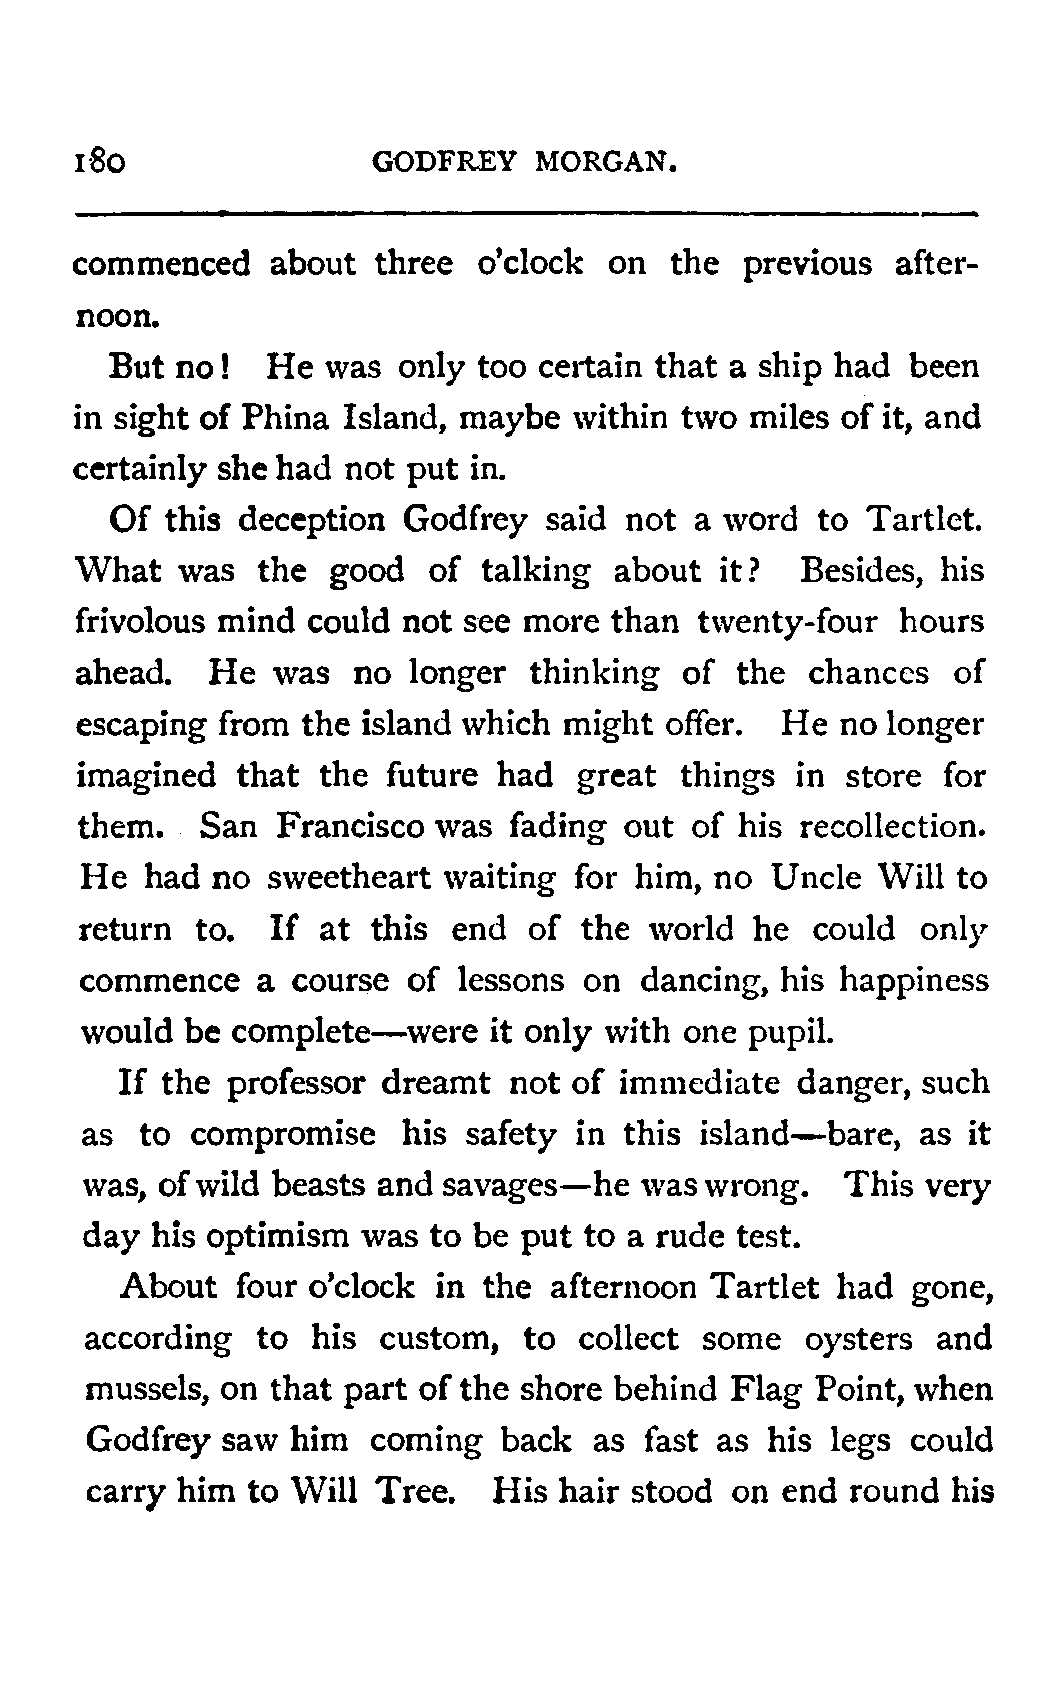 180 GODFREY MORGAN.
commenced about three o'clock on the previous after-
noon.
But no! He was only too certain that a ship had been
in sight of Phina Island, maybe within two miles of it, and
certainly she had not put in.
Of this deception Godfrey said not a word to Tartlet.
What was the good of talking about it? Besides, his
frivolous mind could not see more than twenty-four hours
ahead. He was no longer thinking of the chances of
escaping from the island which might offer. He no longer
imagined that the future had great things in store for
them. San Francisco was fading out of his recollection.
He had no sweetheart waiting for him, no Uncle Will to
return to. If at this end of the world he could only
commence a course of lessons on dancing, his happiness
would be complete—were it only with one pupil.
If the professor dreamt not of immediate danger, such
as to compromise his safety in this island—bare, as it
was, of wild beasts and savages—he was wrong. This very
day his optimism was to be put to a rude test.
About four o'clock in the afternoon Tartlet had gone,
according to his custom, to collect some oysters and
mussels, on that part of the shore behind Flag Point, when
Godfrey saw him coming back as fast as his legs could
carry him to Will Tree. His hair stood on end round his